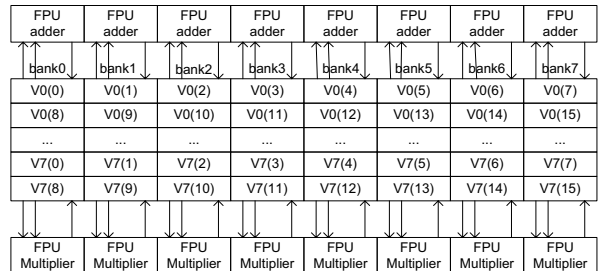 FPU adder FPU adder FPU adder FPU adder FPU adder FPU adder FPU adder FPU adder
bank0 bank1 bank2 bank3 bank4 bank5 bank6 bank7
V0(0) V0(1) V0(2) V0(3) V0(4) V0(5) V0(6) V0(7)
V0(8) V0(9) V0(10) V0(11) V0(12) V0(13) V0(14) V0(15)
... ... ... ... ... ... ... ...
V7(0) V7(1) V7(2) V7(3) V7(4) V7(5) V7(6) V7(7)
V7(8) V7(9) V7(10) V7(11) V7(12) V7(13) V7(14) V7(15)
FPU Multiplier FPU Multiplier FPU Multiplier FPU Multiplier FPU Multiplier FPU Multiplier FPU Multiplier FPU Multiplier